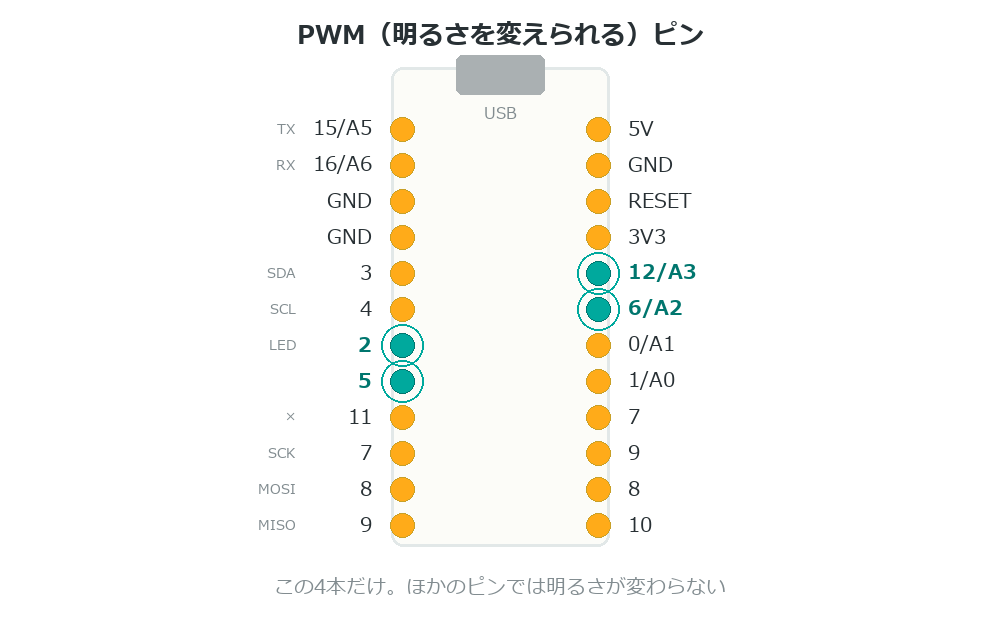 PWM（明るさを変えられる）ピン
USB
TX 15/A5 5V
RX 16/A6 GND
GND RESET
GND 3V3
SDA 3 12/A3
SCL 4 6/A2
LED 2 0/A1
5 1/A0
× 11 7
SCK 7 9
MOSI 8 8
MISO 9 10
この4本だけ。ほかのピンでは明るさが変わらない